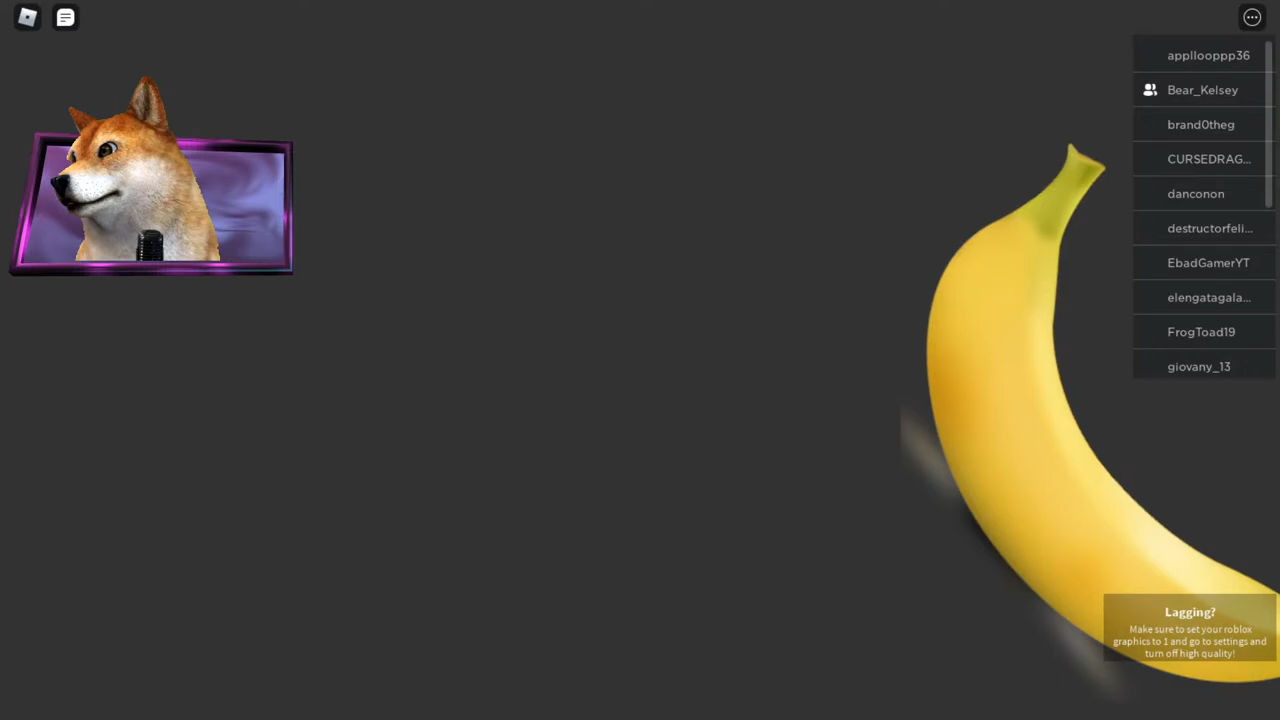 appllooppp36
Bear_Kelsey
brand0theg
CURSEDRAG...
danconon
destructorfeli...
EbadGamerYT
elengatagala...
FrogToad19
giovany_13
Lagging?
Make sure to set your roblox
graphics to 1 and go to settings and
turn off high quality!